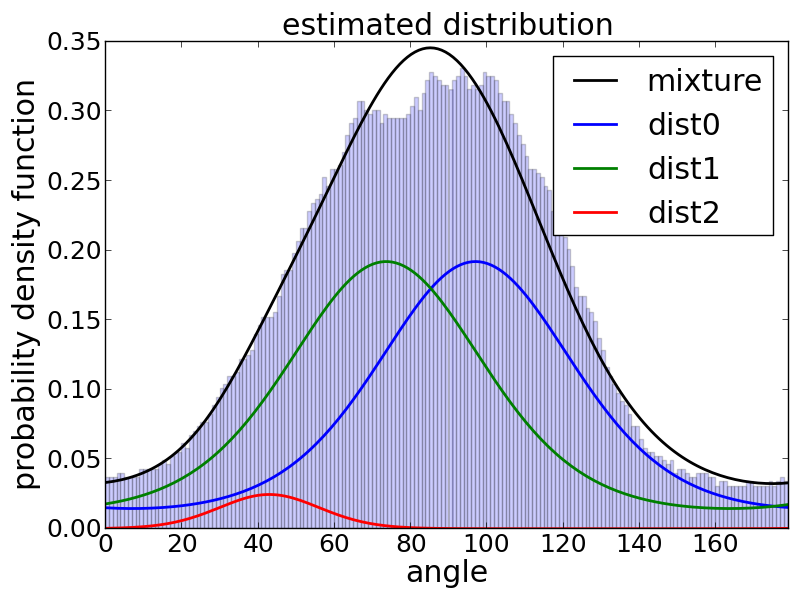 estimated distribution
0.35
0.30
0.25
0.20
0.15
0.10
0.05
0.00
probability density function
mixture
dist0
dist1
dist2
0 20 40 60 80 100 120 140 160
angle